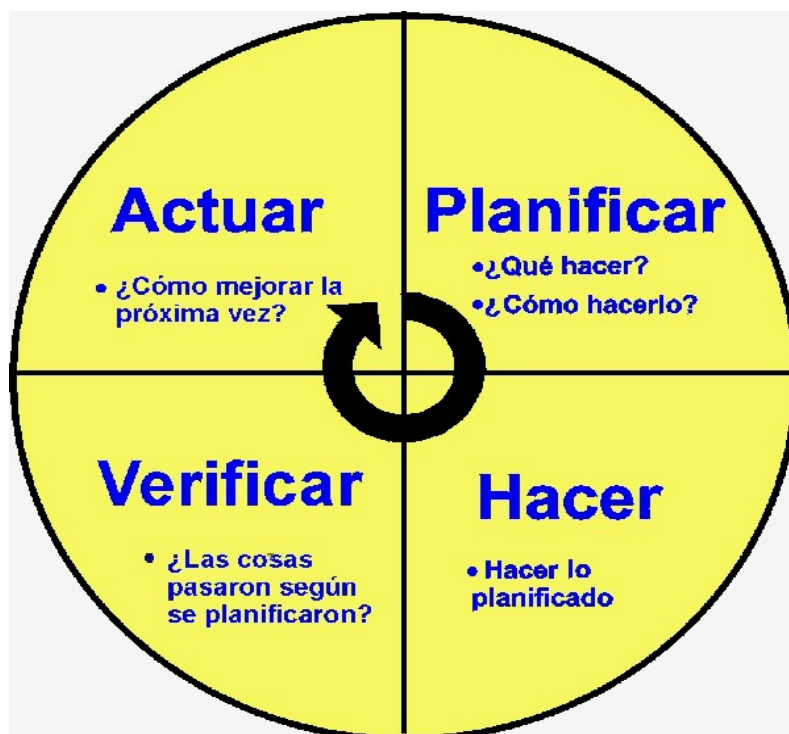 Actuar
• ¿Cómo mejorar la
próxima vez?
Planificar
•¿Qué hacer?
•¿Cómo hacerlo?
Verificar
• ¿Las cosas
pasaron según
se planificaron?
Hacer
• Hacer lo
planificado